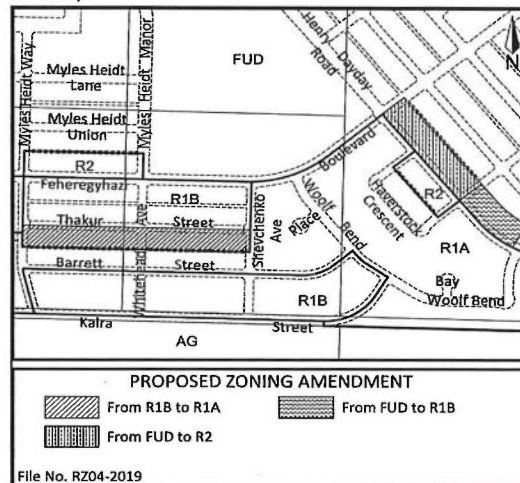 Myles Heidt Way
Myles Heidt
Lane
Myles Heidt
Union
Myles Heidt Manor
FUD
Henry Dayday
Road
N
R2
Feheregyhazi
Boulevard
R1B
Thakur
Street
Ave
Whitehead
Shevchenko
Ave
Woolf Bend
Place
Haverstock
Crescent
R2
R1A
Barrett
Street
Bay
Woolf Bend
R1B
Kalra
Street
AG
PROPOSED ZONING AMENDMENT
From R1B to R1A
From FUD to R1B
From FUD to R2
File No. RZ04-2019